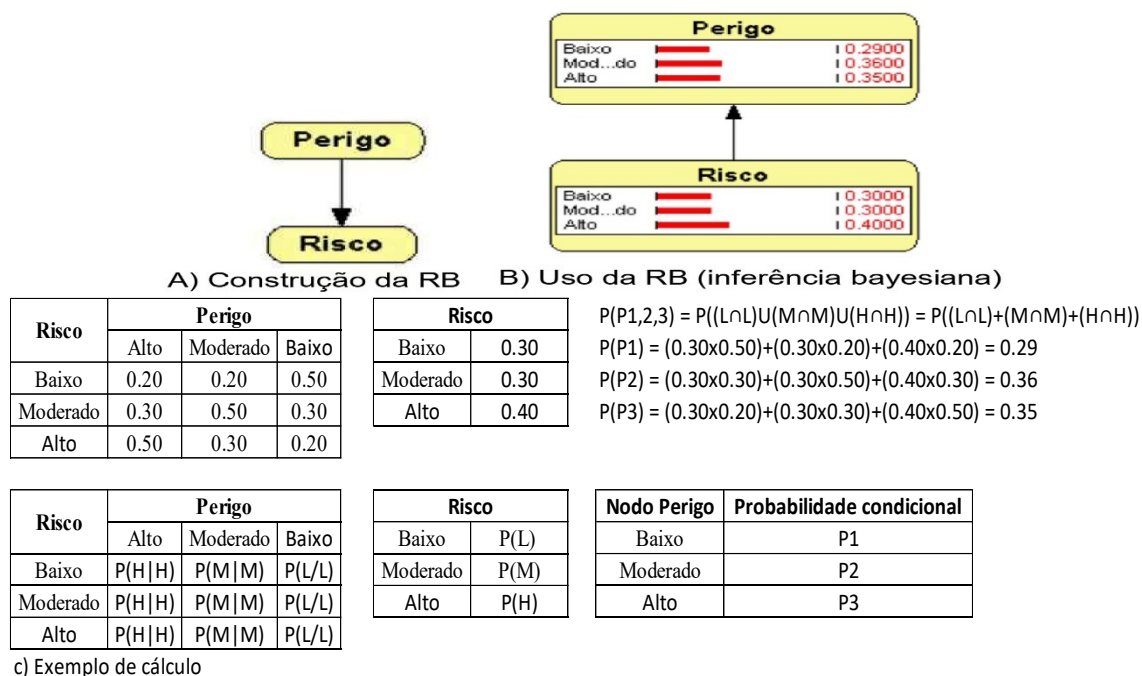 Perigo
Risco
A) Construção da RB
Perigo
Baixo 0.2900
Mod...do 0.3600
Alto 0.3500
Risco
Baixo 0.3000
Mod...do 0.3000
Alto 0.4000
B) Uso da RB (inferência bayesiana)
Risco Perigo
Alto Moderado Baixo
Baixo 0.20 0.20 0.50
Moderado 0.30 0.50 0.30
Alto 0.50 0.30 0.20
Risco
Baixo 0.30
Moderado 0.30
Alto 0.40
P(P1,2,3) = P((L∩L)U(M∩M)U(H∩H)) = P((L∩L)+(M∩M)+(H∩H))
P(P1) = (0.30x0.50)+(0.30x0.20)+(0.40x0.20) = 0.29
P(P2) = (0.30x0.30)+(0.30x0.50)+(0.40x0.30) = 0.36
P(P3) = (0.30x0.20)+(0.30x0.30)+(0.40x0.50) = 0.35
Risco Perigo
Alto Moderado Baixo
Baixo P(H|H) P(M|M) P(L/L)
Moderado P(H|H) P(M|M) P(L/L)
Alto P(H|H) P(M|M) P(L/L)
Risco
Baixo P(L)
Moderado P(M)
Alto P(H)
Nodo Perigo Probabilidade condicional
Baixo P1
Moderado P2
Alto P3
c) Exemplo de cálculo